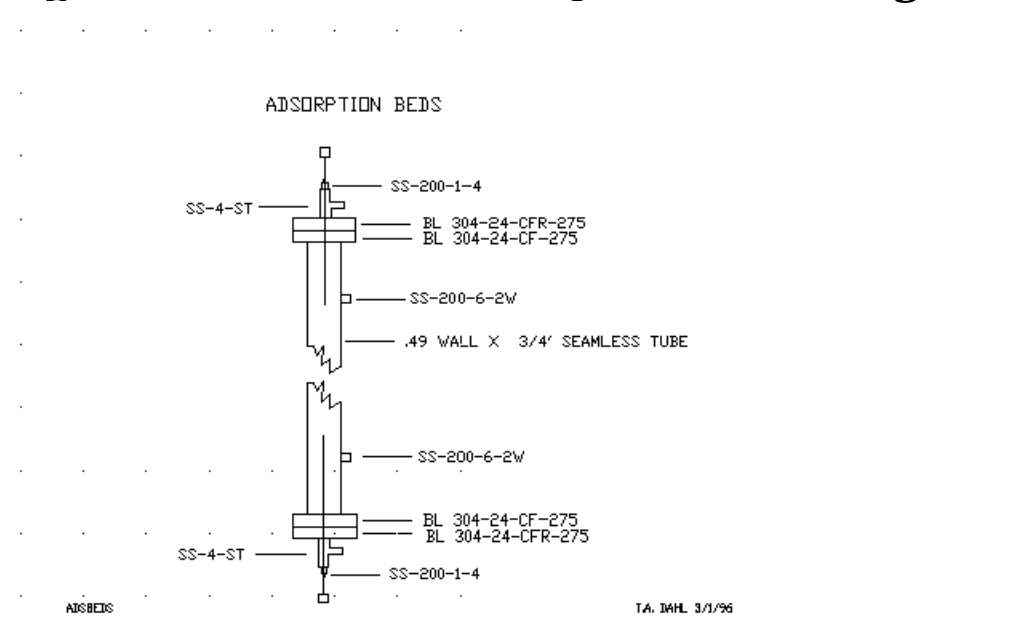 ADSORPTION BEDS
SS-200-1-4
SS-4-ST
BL 304-24-CFR-275
BL 304-24-CF-275
SS-200-6-2W
.49 WALL X 3/4' SEAMLESS TUBE
SS-200-6-2W
BL 304-24-CF-275
BL 304-24-CFR-275
SS-4-ST
SS-200-1-4
ADSBEDS
T.A. DAHL 3/1/96